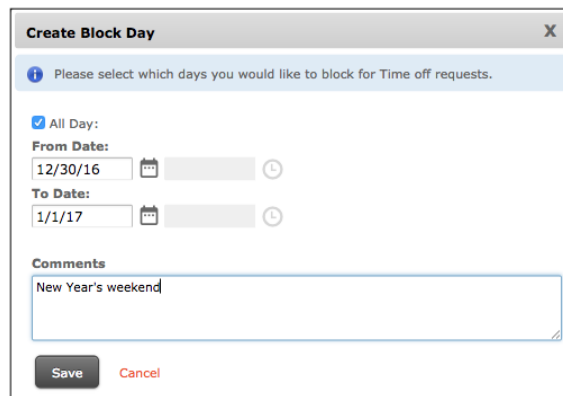 Create Block Day X
Please select which days you would like to block for Time off requests.
All Day:
From Date:
12/30/16
To Date:
1/1/17
Comments
New Year's weekend
Save Cancel